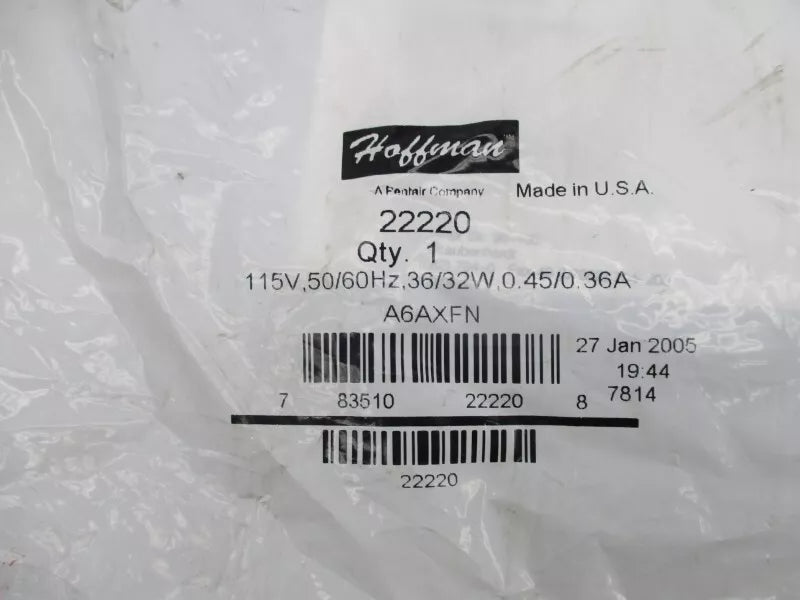 Hoffman
A Pentair Company Made in U.S.A.
22220
Qty. 1
115V,50/60Hz,36/32W,0.45/0.36A
A6AXFN
27 Jan 2005
19:44
7 83510 22220 8 7814
22220